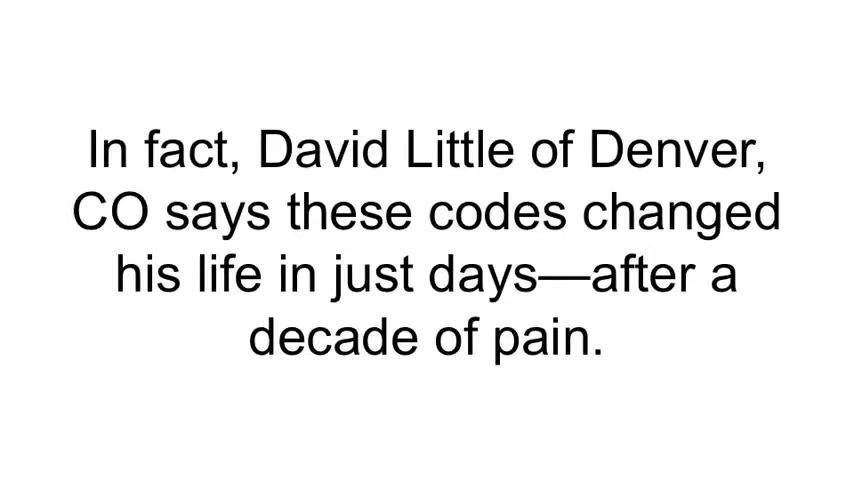 In fact, David Little of Denver,
CO says these codes changed
his life in just days—after a
decade of pain.